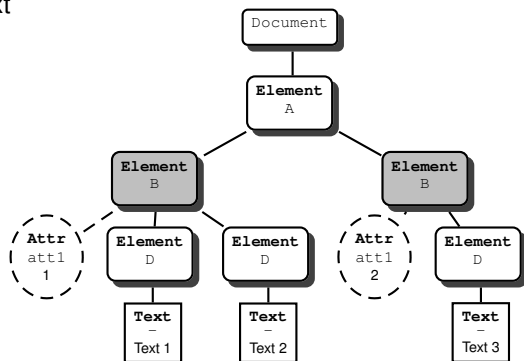 xt
Document
Element
A
Element
B
Element
B
Attr
att1
1
Element
D
Element
D
Attr
att1
2
Element
D
Text
–
Text 1
Text
–
Text 2
Text
–
Text 3